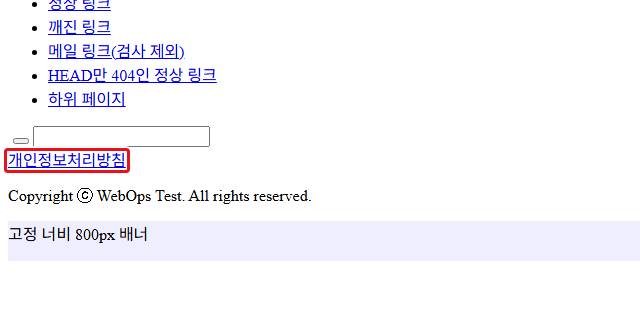 정상 링크
깨진 링크
메일 링크(검사 제외)
HEAD만 404인 정상 링크
하위 페이지
개인정보처리방침
Copyright ⓒ WebOps Test. All rights reserved.
고정 너비 800px 배너